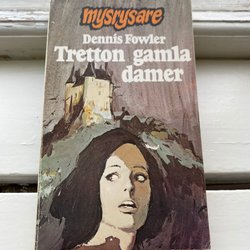 mysrysare
Dennis Fowler
Tretton gamla
damer